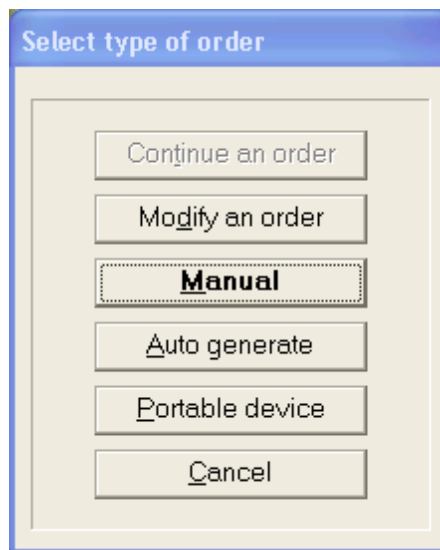 Select type of order
Continue an order
Modify an order
Manual
Auto generate
Portable device
Cancel